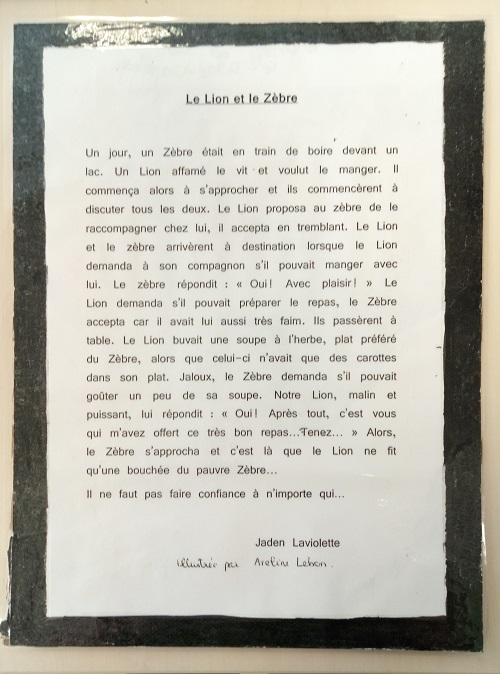 Le Lion et le Zèbre
Un jour, un Zèbre était en train de boire devant un
lac. Un Lion affamé le vit et voulut le manger. Il
commença alors à s'approcher et ils commencèrent à
discuter tous les deux. Le Lion proposa au zèbre de le
raccompagner chez lui, il accepta en tremblant. Le Lion
et le zèbre arrivèrent à destination lorsque le Lion
demanda à son compagnon s'il pouvait manger avec
lui. Le zèbre répondit : « Oui! Avec plaisir! » Le
Lion demanda s'il pouvait préparer le repas, le Zèbre
accepta car il avait lui aussi très faim. Ils passèrent à
table. Le Lion buvait une soupe à l'herbe, plat préféré
du Zèbre, alors que celui-ci n'avait que des carottes
dans son plat. Jaloux, le Zèbre demanda s'il pouvait
goûter un peu de sa soupe. Notre Lion, malin et
puissant, lui répondit : « Oui! Après tout, c'est vous
qui m'avez offert ce très bon repas...Tenez... » Alors,
le Zèbre s'approcha et c'est là que le Lion ne fit
qu'une bouchée du pauvre Zèbre...
Il ne faut pas faire confiance à n'importe qui...
Jaden Laviolette
illustrée par Aveline Lebon.